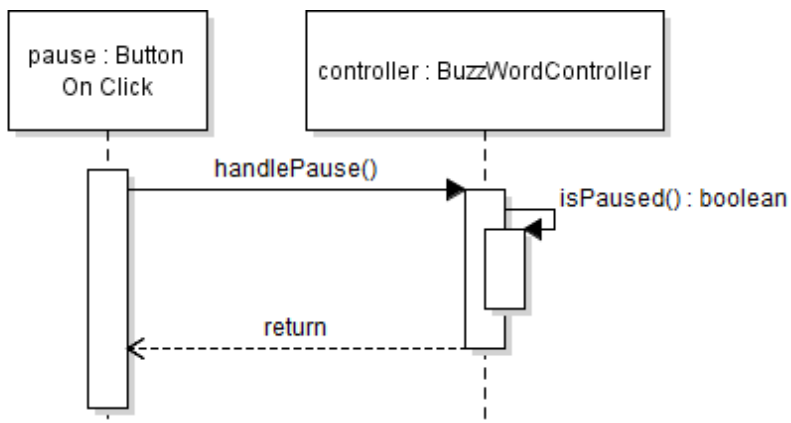 pause : Button
On Click
controller : BuzzWordController
handlePause()
isPaused() : boolean
return